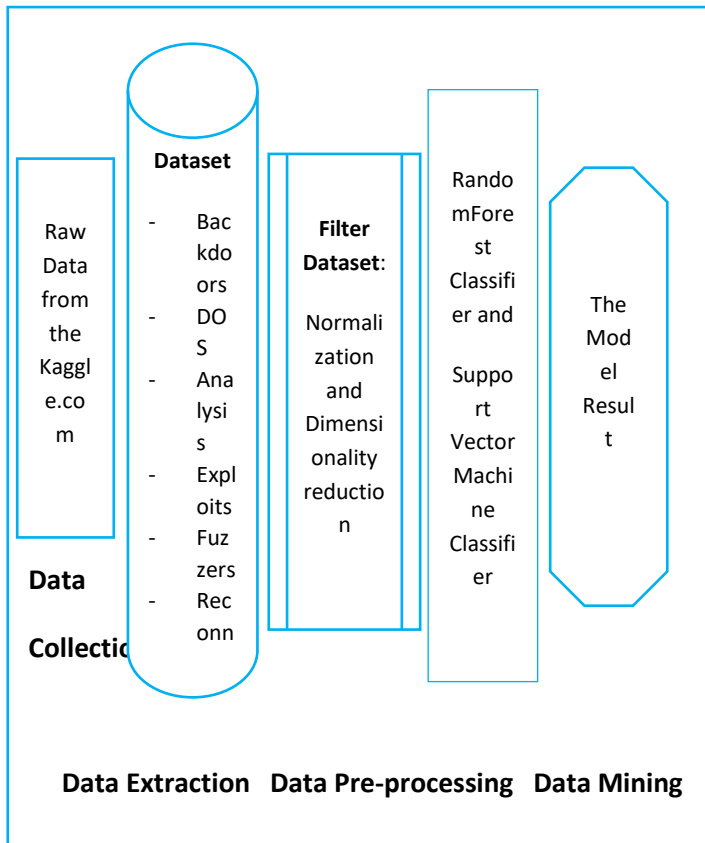 Raw
Data
from
the
Kaggl
e.co
m
Data
Collectio
Dataset
- Bac
kdo
ors
- DO
S
- Ana
lysi
s
- Expl
oits
- Fuz
zers
- Rec
onn
Filter
Dataset:
Normali
zation
and
Dimensi
onality
reductio
n
Rando
mFore
st
Classifi
er and
Suppo
rt
Vector
Machi
ne
Classifi
er
The
Mod
el
Resul
t
Data Extraction Data Pre-processing Data Mining